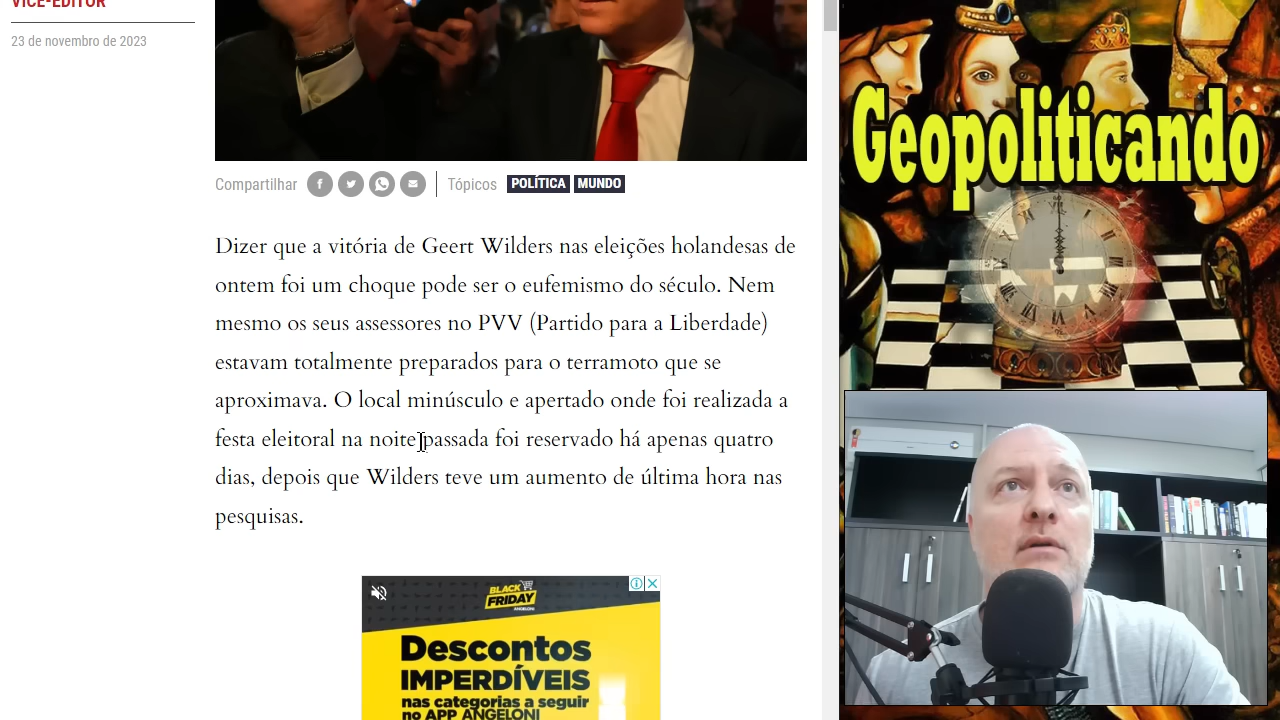 VICE-EDITOR
23 de novembro de 2023
Compartilhar
Tópicos
POLÍTICA
MUNDO
Dizer que a vitória de Geert Wilders nas eleições holandesas de
ontem foi um choque pode ser o eufemismo do século. Nem
mesmo os seus assessores no PVV (Partido para a Liberdade)
estavam totalmente preparados para o terramoto que se
aproximava. O local minúsculo e apertado onde foi realizada a
festa eleitoral na noite passada foi reservado há apenas quatro
dias, depois que Wilders teve um aumento de última hora nas
pesquisas.
BLACK
FRIDAY
ANGELONI
Descontos
IMPERDÍVEIS
nas categorias a seguir
no APP ANGELONI
Geopoliticando